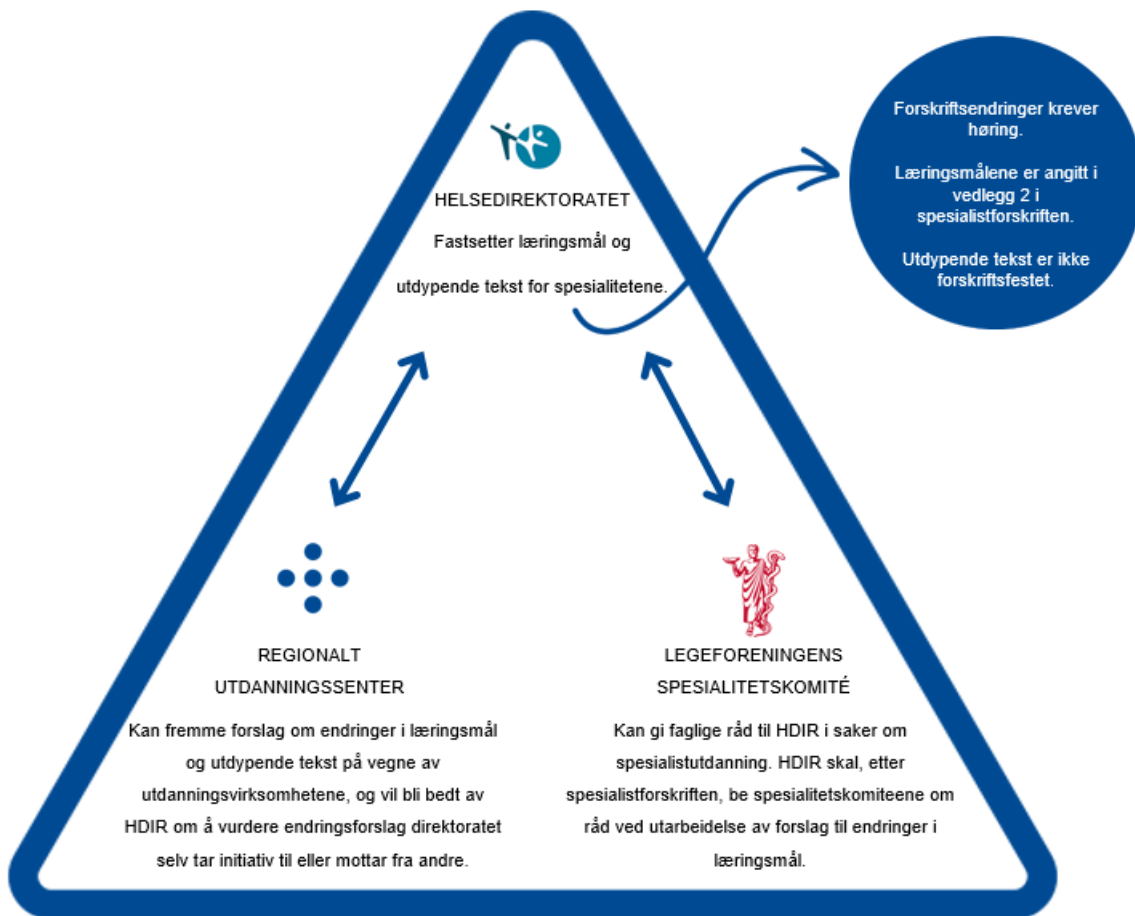 HELSEDIREKTORATET
Fastsetter læringsmål og
utdypende tekst for spesialitetene.
Forskriftsendringer krever
høring.
Læringsmålene er angitt i
vedlegg 2 i
spesialistforskriften.
Utdypende tekst er ikke
forskriftsfestet.
REGIONALT
UTDANNINGSSENTER
Kan fremme forslag om endringer i læringsmål
og utdypende tekst på vegne av
utdanningsvirksomhetene, og vil bli bedt av
HDIR om å vurdere endringsforslag direktoratet
selv tar initiativ til eller mottar fra andre.
LEGEFORENINGENS
SPESIALITETSKOMITÉ
Kan gi faglige råd til HDIR i saker om
spesialistutdanning. HDIR skal, etter
spesialistforskriften, be spesialitetskomiteene om
råd ved utarbeidelse av forslag til endringer i
læringsmål.